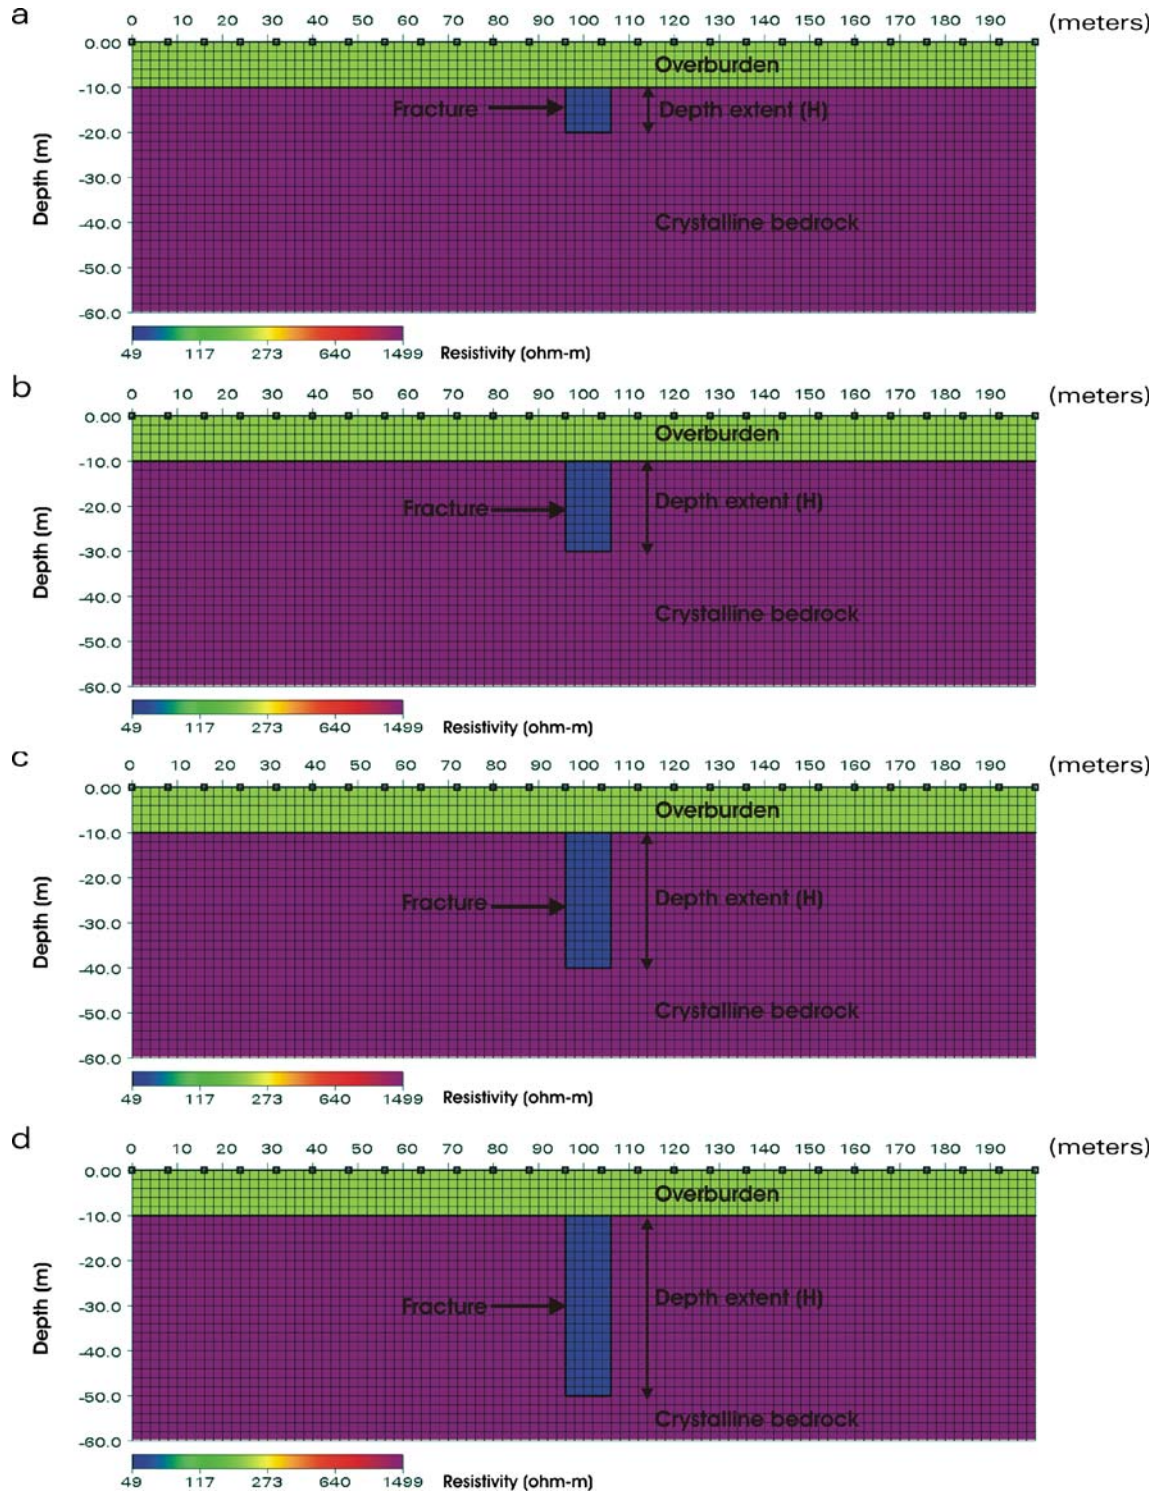 a
0 10 20 30 40 50 60 70 80 90 100 110 120 130 140 150 160 170 180 190 (meters)
0.00
Overburden
-10.0
Fracture
Depth extent (H)
-20.0
-30.0
Depth (m)
-40.0
Crystalline bedrock
-50.0
-60.0
49 117 273 640 1499 Resistivity (ohm-m)
b
0 10 20 30 40 50 60 70 80 90 100 110 120 130 140 150 160 170 180 190 (meters)
0.00
Overburden
-10.0
Depth extent (H)
-20.0
Fracture
-30.0
Depth (m)
-40.0
Crystalline bedrock
-50.0
-60.0
49 117 273 640 1499 Resistivity (ohm-m)
c
0 10 20 30 40 50 60 70 80 90 100 110 120 130 140 150 160 170 180 190 (meters)
0.00
Overburden
-10.0
-20.0
Depth extent (H)
Fracture
-30.0
Depth (m)
-40.0
Crystalline bedrock
-50.0
-60.0
49 117 273 640 1499 Resistivity (ohm-m)
d
0 10 20 30 40 50 60 70 80 90 100 110 120 130 140 150 160 170 180 190 (meters)
0.00
Overburden
-10.0
-20.0
Depth extent (H)
-30.0
Fracture
Depth (m)
-40.0
-50.0
Crystalline bedrock
-60.0
49 117 273 640 1499 Resistivity (ohm-m)